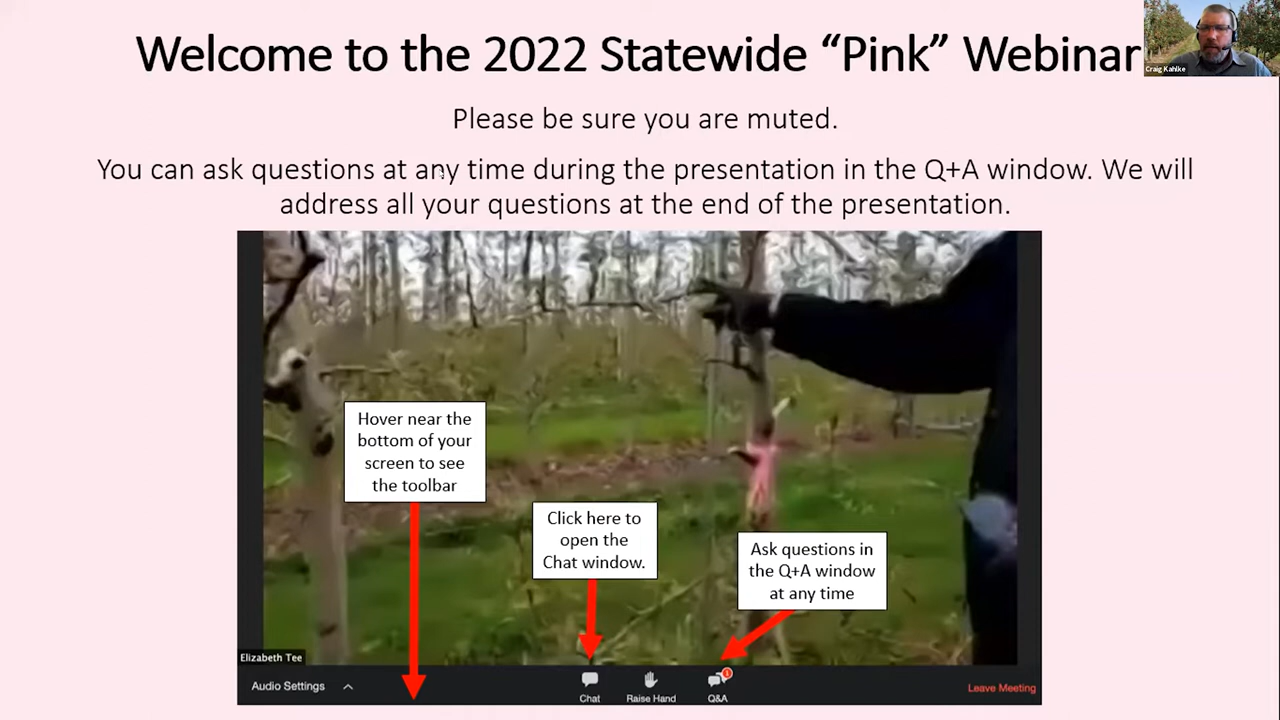 Welcome to the 2022 Statewide “Pink” Webinar
Craig Kahlke
Please be sure you are muted.
You can ask questions at any time during the presentation in the Q+A window. We will
address all your questions at the end of the presentation.
Hover near the
bottom of your
screen to see
the toolbar
Click here to
open the
Chat window.
Ask questions in
the Q+A window
at any time
Elizabeth Tee
Audio Settings
Chat
Raise Hand
1
Q&A
Leave Meeting